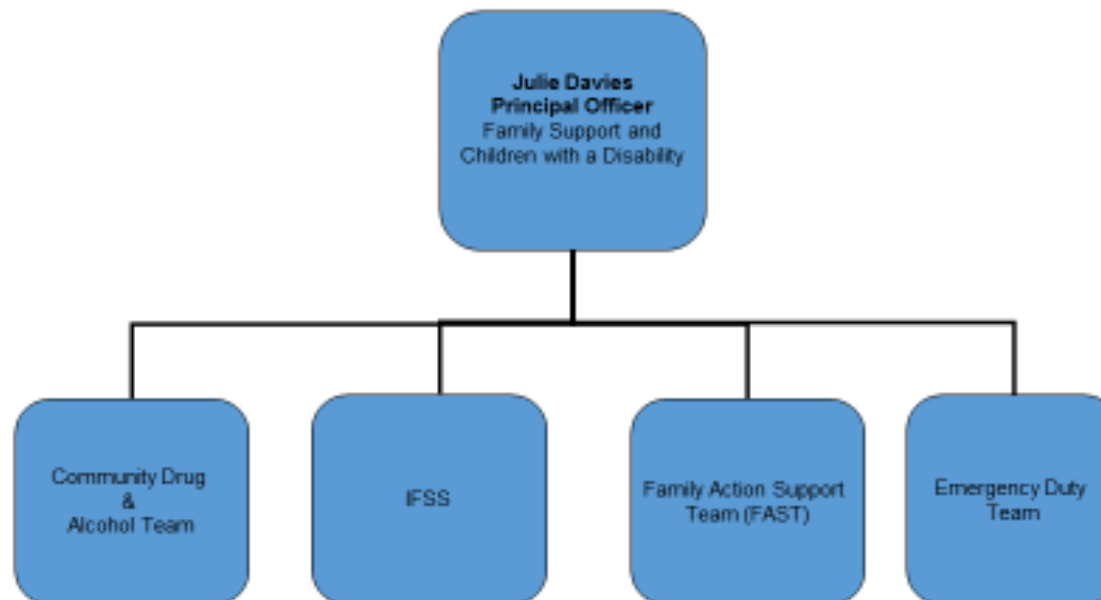 Julie Davies
Principal Officer
Family Support and
Children with a Disability
Community Drug
&
Alcohol Team
IFSS
Family Action Support
Team (FAST)
Emergency Duty
Team